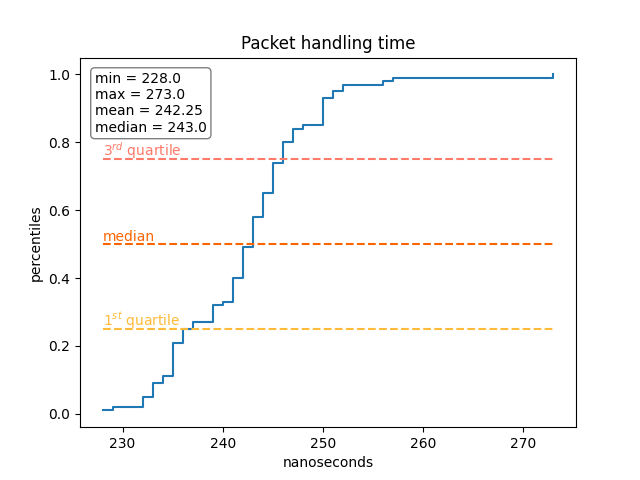 Packet handling time
min = 228.0
max = 273.0
mean = 242.25
median = 243.0
3rd quartile
median
1st quartile
percentiles
1.0
0.8
0.6
0.4
0.2
0.0
230 240 250 260 270
nanoseconds